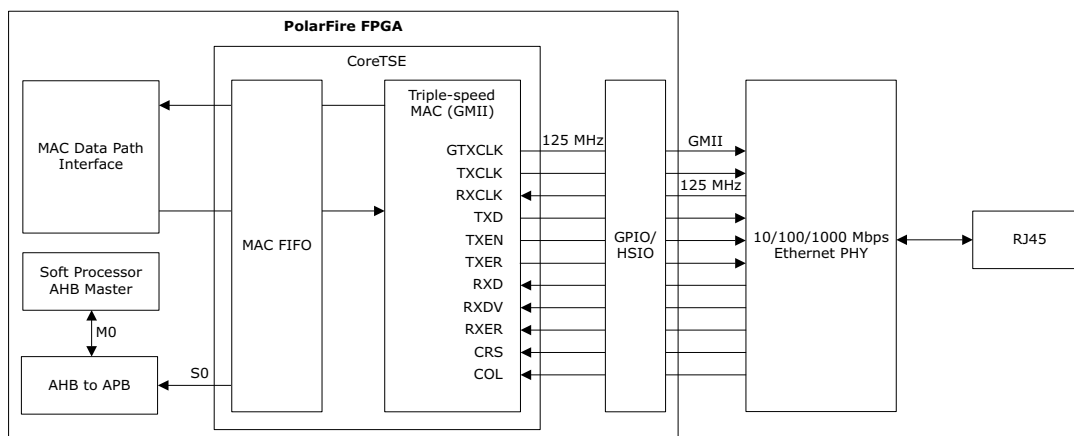 PolarFire FPGA
CoreTSE
MAC Data Path
Interface
Soft Processor
AHB Master
M0
AHB to APB
S0
MAC FIFO
Triple-speed
MAC (GMII)
GTXCLK
TXCLK
RXCLK
TXD
TXEN
TXER
RXD
RXDV
RXER
CRS
COL
125 MHz
GPIO/
HSIO
GMII
125 MHz
10/100/1000 Mbps
Ethernet PHY
RJ45